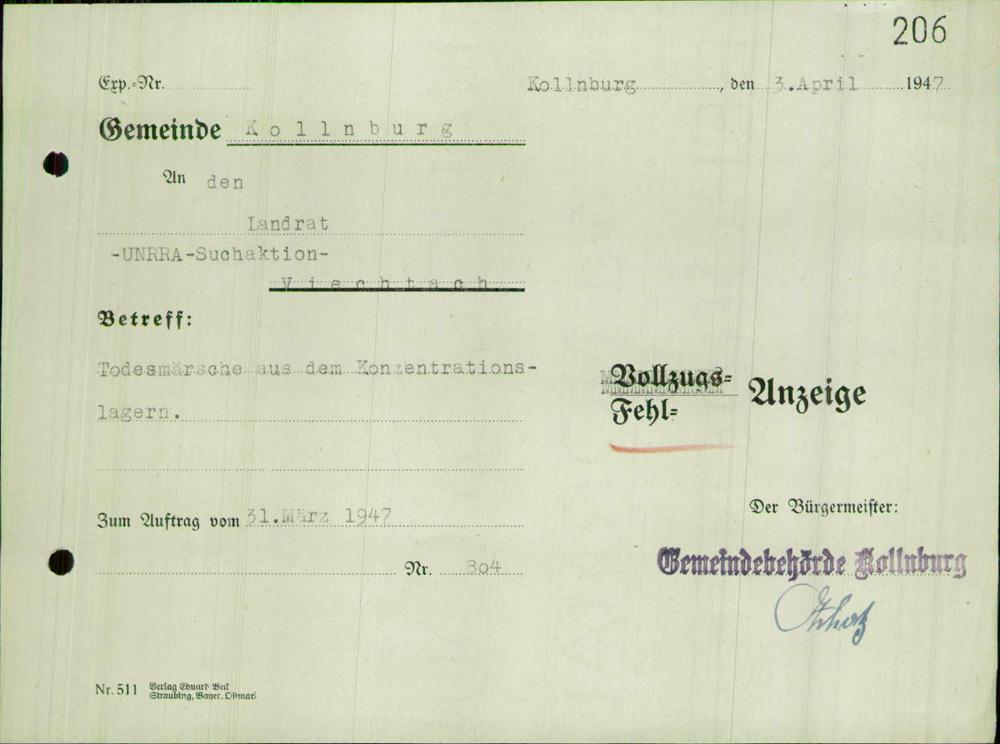 206
Exp.-Nr.
Kollnburg, den 3.April 1947
Gemeinde Kollnburg
An den
Landrat
-UNRRA-Suchaktion-
Viechtach
Betreff:
Todesmärsche aus dem Konzentrations-
lagern.
Vollzugs-
Fehl-
Anzeige
Zum Auftrag vom 31.März 1947
Nr. 304
Der Bürgermeister:
Gemeindebehörde Kollnburg
Nr. 511 Verlag Eduard Beck
Straubing, Bayer. Ostmark